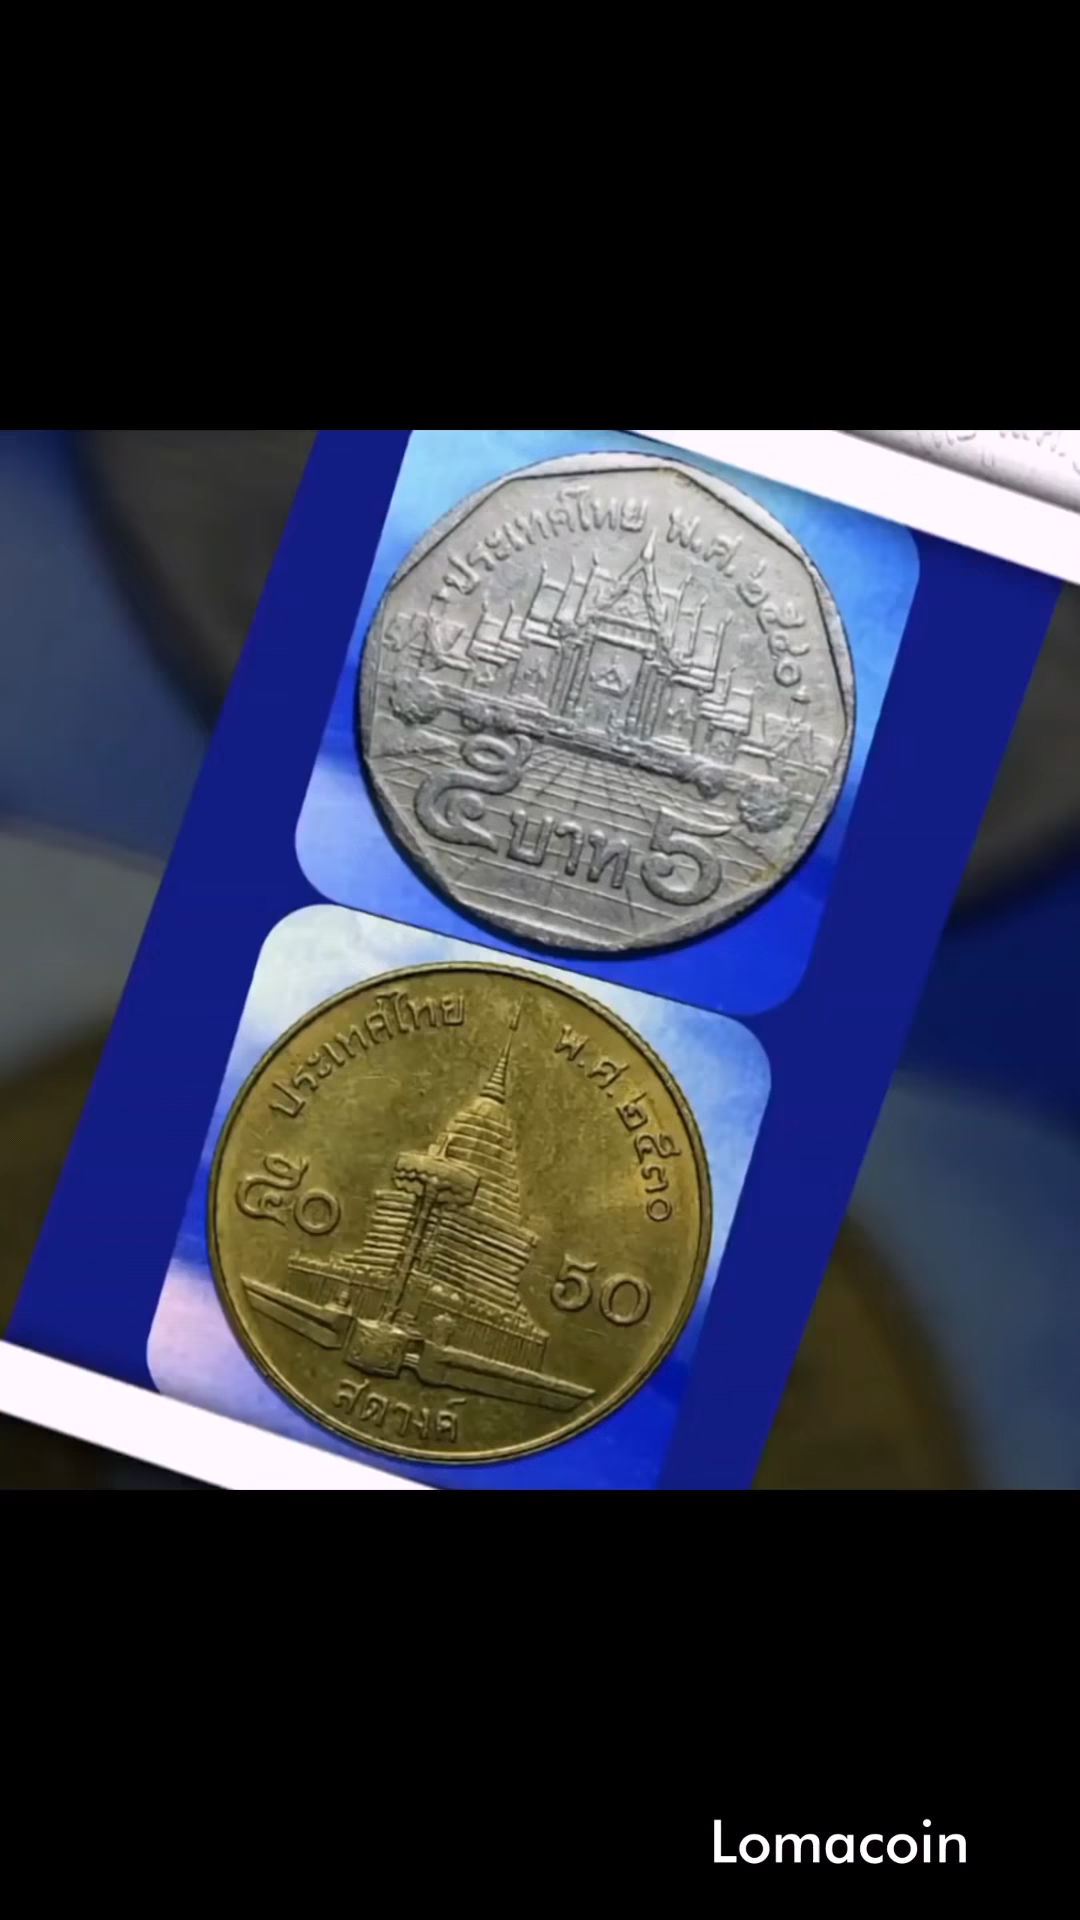 ประเทศไทย พ.ศ.๒๕๔๐
๕ บาท 5
ประเทศไทย พ.ศ.๒๕๓๐
๕๐ 50
สตางค์
Lomacoin